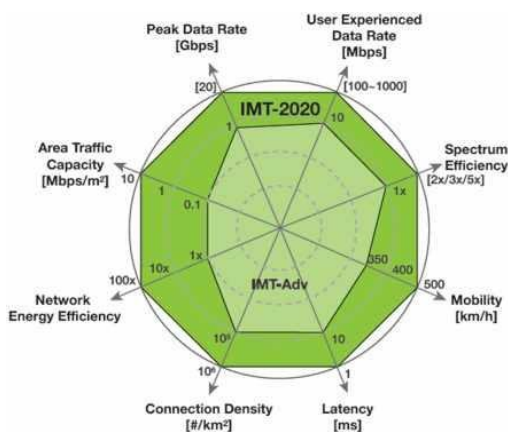 Peak Data Rate
[Gbps]
User Experienced
Data Rate
[Mbps]
[20]
[100~1000]
IMT-2020
1
10
Area Traffic
Capacity
[Mbps/m²]
Spectrum
Efficiency
[2x/3x/5x]
10
1
0.1
1x
100x
10x
1x
350
400
500
IMT-Adv
Network
Energy Efficiency
Mobility
[km/h]
10⁵
10
10⁶
1
Connection Density
[#/km²]
Latency
[ms]